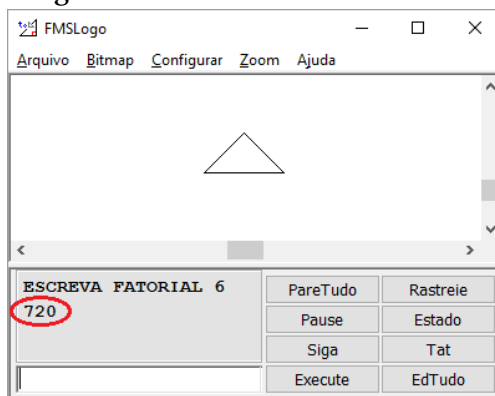 FMSLogo
Arquivo Bitmap Configurar Zoom Ajuda
ESCREVA FATORIAL 6
720
PareTudo Rastreie
Pause Estado
Siga Tat
Execute EdTudo